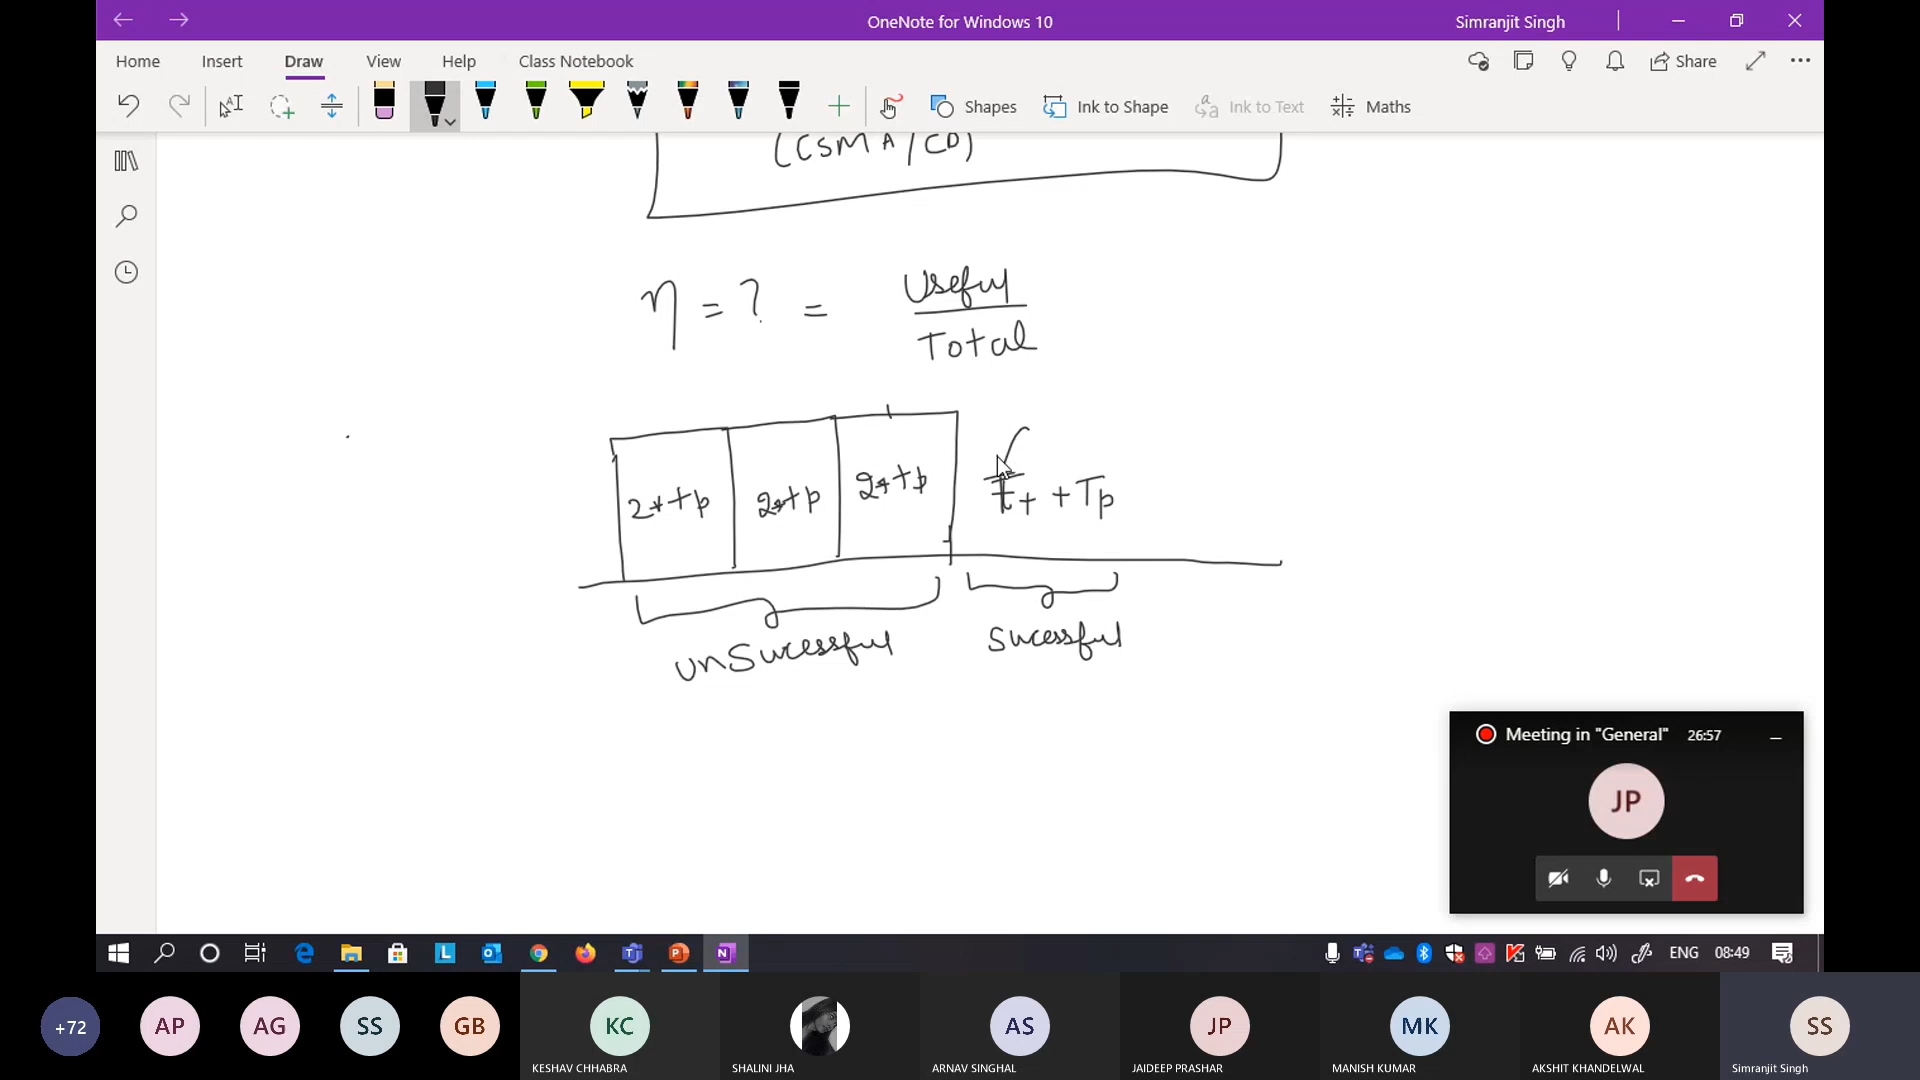 OneNote for Windows 10
Simranjit Singh
Home Insert Draw View Help Class Notebook
Share
Shapes Ink to Shape Ink to Text Maths
(CSMA/CD)
η = ? = Useful
Total
2*tp 2*tp 2*tp Tt + Tp
unSucessful Sucessful
Meeting in "General" 26:57
JP
ENG 08:49
+72 AP AG SS GB KC AS JP MK AK SS
KESHAV CHHABRA SHALINI JHA ARNAV SINGHAL JAIDEEP PRASHAR MANISH KUMAR AKSHIT KHANDELWAL Simranjit Singh